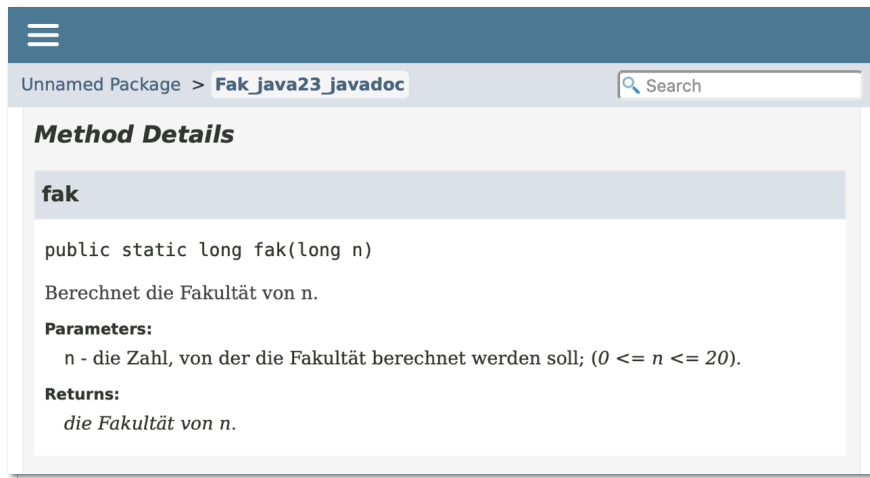 Unnamed Package > Fak_java23_javadoc
Search
Method Details
fak
public static long fak(long n)
Berechnet die Fakultät von n.
Parameters:
n - die Zahl, von der die Fakultät berechnet werden soll; (0 <= n <= 20).
Returns:
die Fakultät von n.